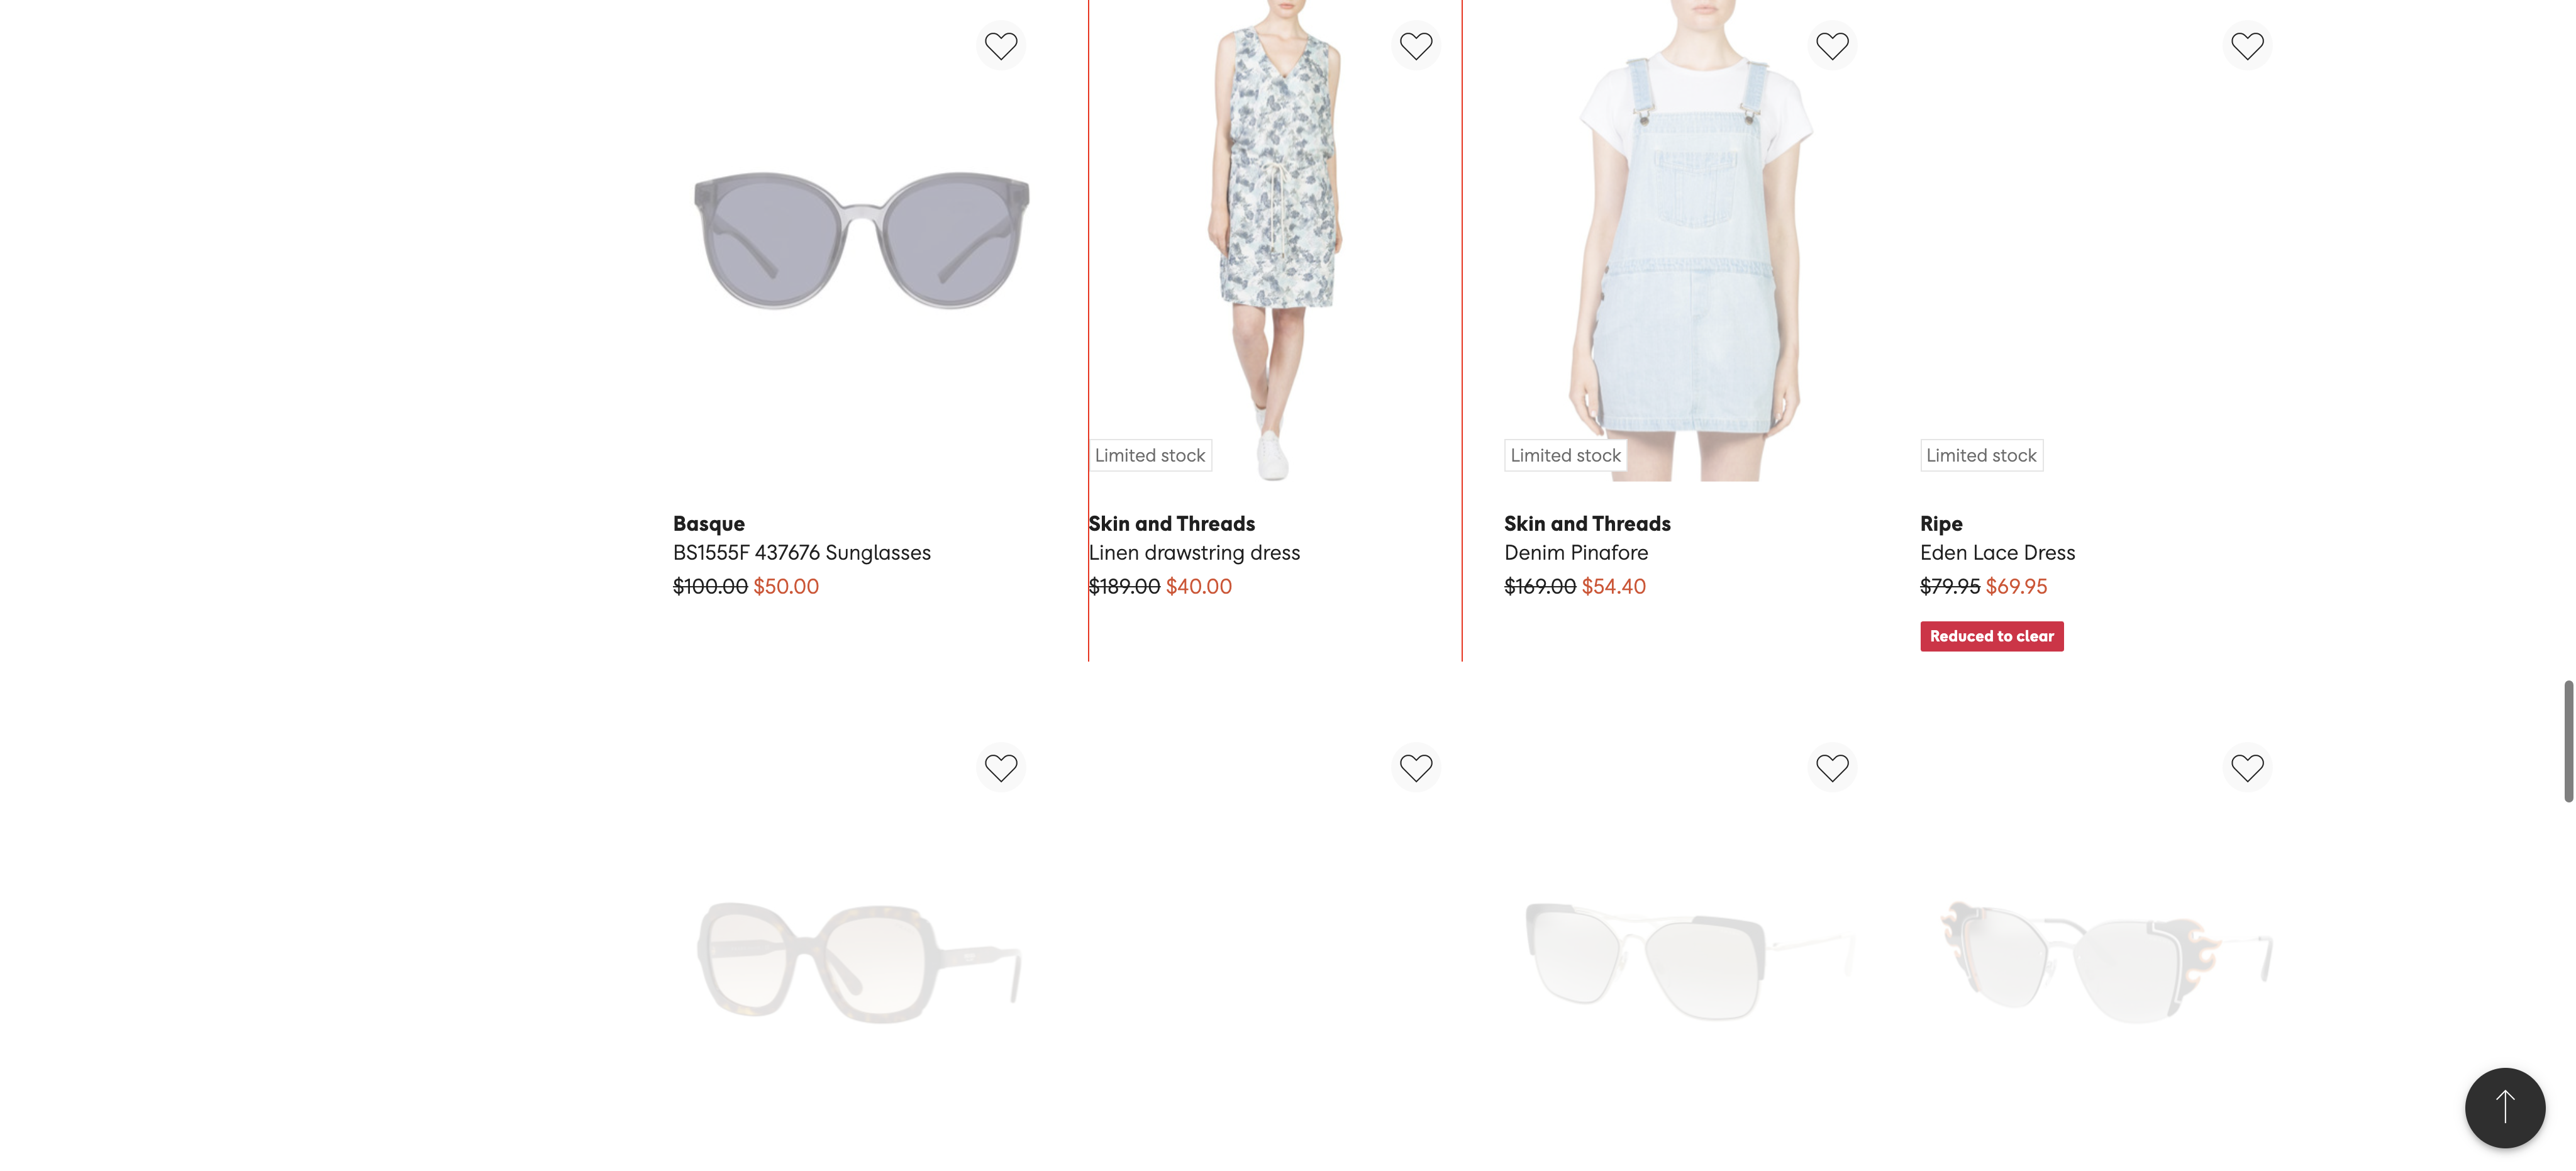 Limited stock
Limited stock
Limited stock
Basque
BS1555F 437676 Sunglasses
$100.00 $50.00
Skin and Threads
Linen drawstring dress
$189.00 $40.00
Skin and Threads
Denim Pinafore
$169.00 $54.40
Ripe
Eden Lace Dress
$79.95 $69.95
Reduced to clear